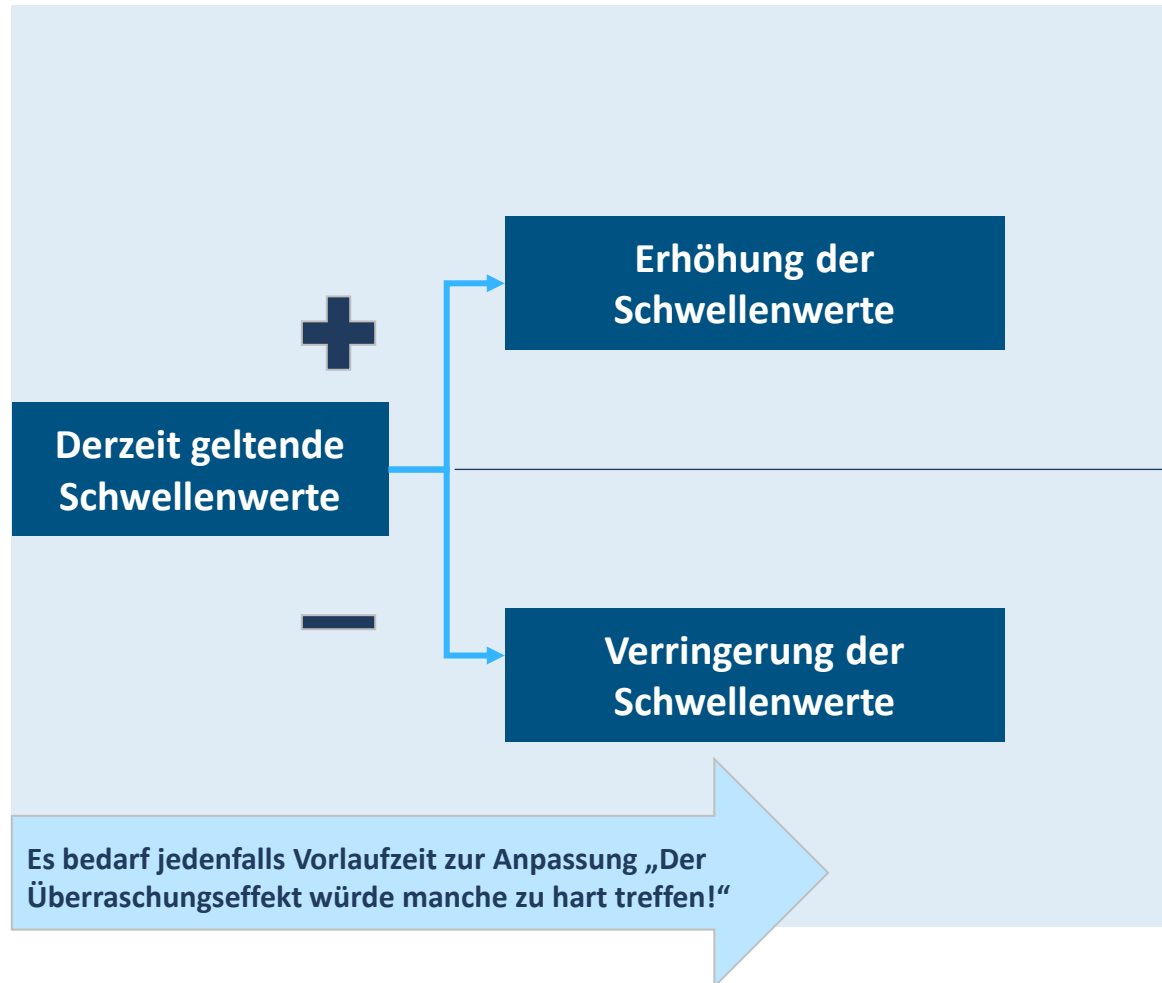 Erhöhung der
Schwellenwerte
Derzeit geltende
Schwellenwerte
Verringerung der
Schwellenwerte
Es bedarf jedenfalls Vorlaufzeit zur Anpassung „Der
Überraschungseffekt würde manche zu hart treffen!“